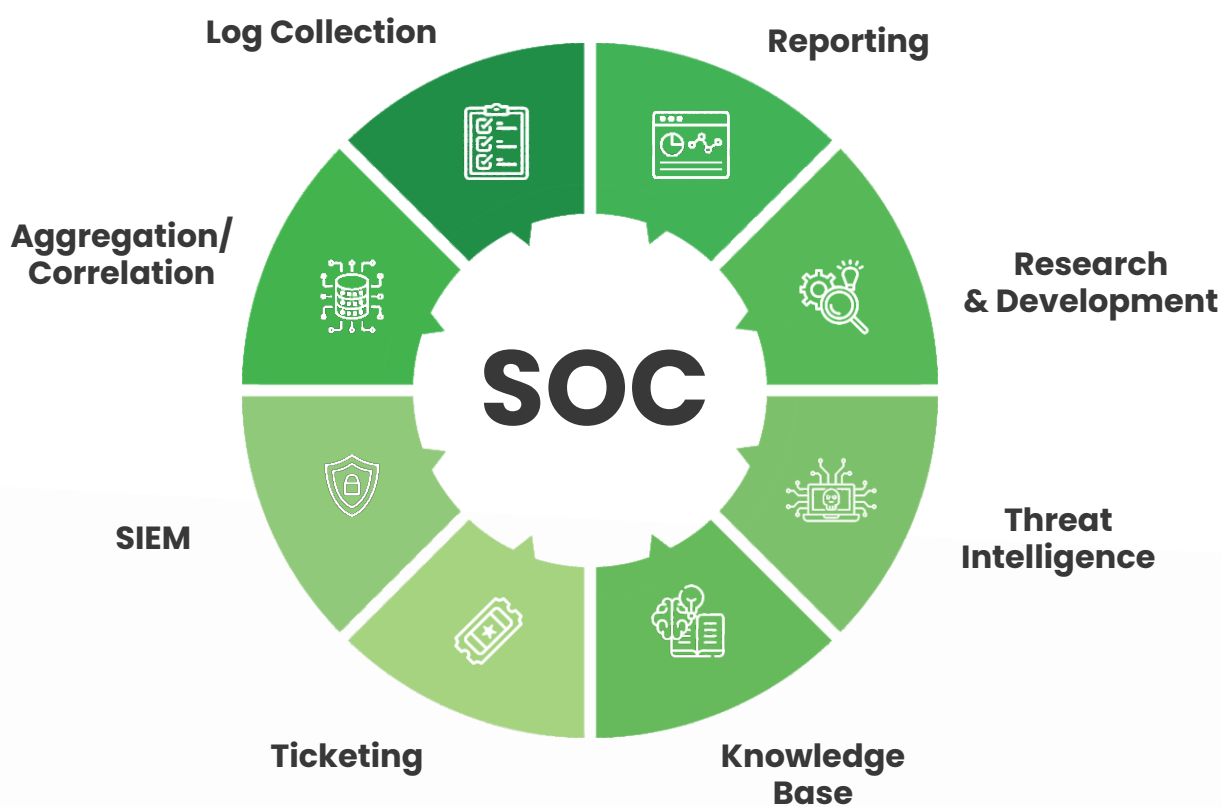 Log Collection
Reporting
Aggregation/
Correlation
Research
& Development
SOC
SIEM
Threat
Intelligence
Ticketing
Knowledge
Base